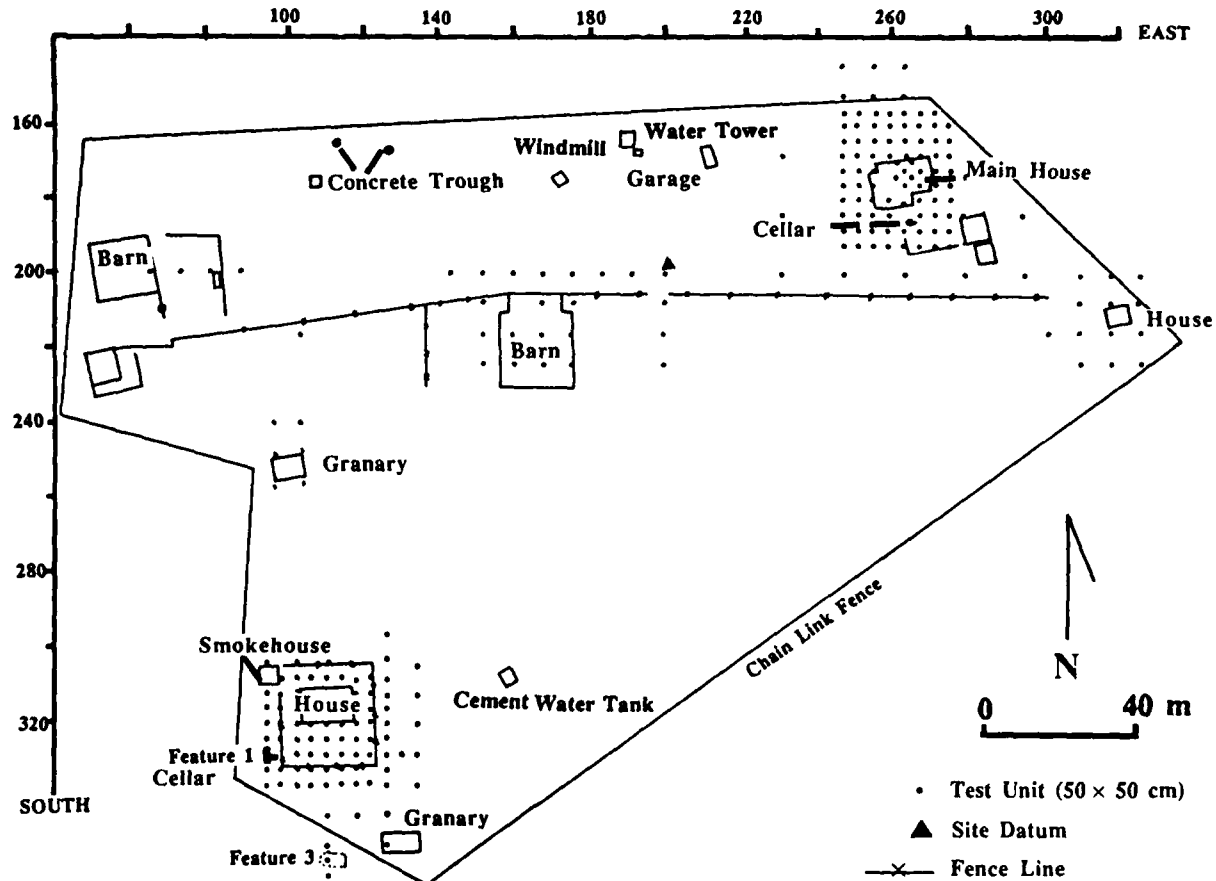 100 140 180 220 260 300
EAST
160
Water Tower
Windmill
Garage
Concrete Trough
Main House
Cellar
Barn
200
House
Barn
240
Granary
280
Chain Link Fence
Smokehouse
House
Cement Water Tank
N
0 40 m
320
Feature 1
Cellar
SOUTH
Granary
Feature 3
Test Unit (50 × 50 cm)
Site Datum
Fence Line